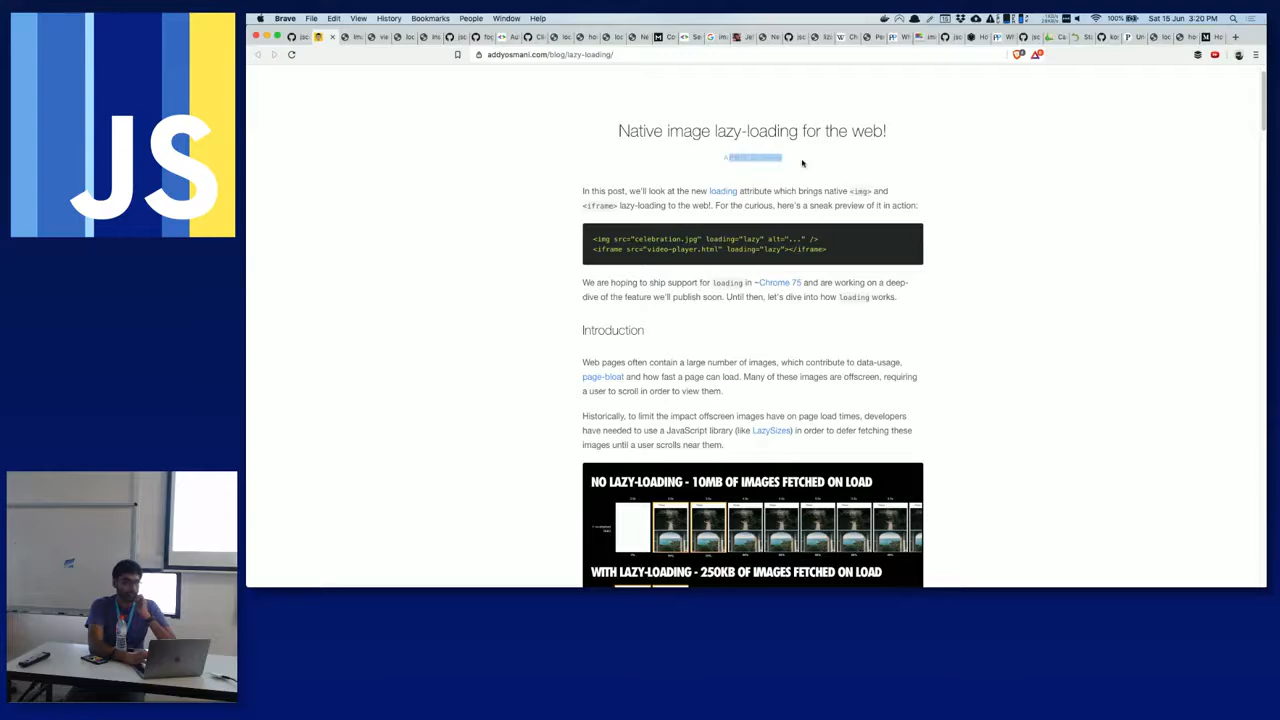 JS
Brave File Edit View History Bookmarks People Window Help
100% Sat 15 Jun 3:20 PM
addyosmani.com/blog/lazy-loading/
Native image lazy-loading for the web!
In this post, we'll look at the new loading attribute which brings native <img> and
<iframe> lazy-loading to the web!. For the curious, here's a sneak preview of it in action:
<img src="celebration.jpg" loading="lazy" alt="..." />
<iframe src="video-player.html" loading="lazy"></iframe>
We are hoping to ship support for loading in ~Chrome 75 and are working on a deep-
dive of the feature we'll publish soon. Until then, let's dive into how loading works.
Introduction
Web pages often contain a large number of images, which contribute to data-usage,
page-bloat and how fast a page can load. Many of these images are offscreen, requiring
a user to scroll in order to view them.
Historically, to limit the impact offscreen images have on page load times, developers
have needed to use a JavaScript library (like LazySizes) in order to defer fetching these
images until a user scrolls near them.
NO LAZY-LOADING - 10MB OF IMAGES FETCHED ON LOAD
WITH LAZY-LOADING - 250KB OF IMAGES FETCHED ON LOAD